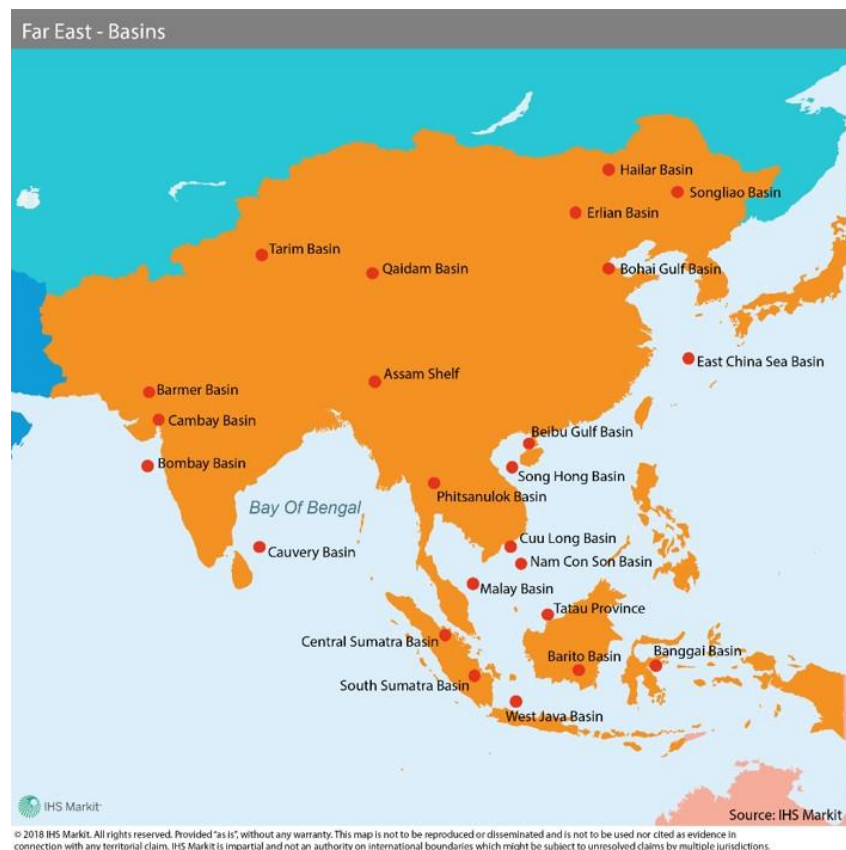 Far East - Basins
Hailar Basin
Songliao Basin
Erlian Basin
Tarim Basin
Qaidam Basin
Bohai Gulf Basin
East China Sea Basin
Assam Shelf
Barmer Basin
Cambay Basin
Beibu Gulf Basin
Bombay Basin
Song Hong Basin
Phitsanulok Basin
Bay Of Bengal
Cuu Long Basin
Cauvery Basin
Nam Con Son Basin
Malay Basin
Tatau Province
Central Sumatra Basin
Banggai Basin
Barito Basin
South Sumatra Basin
West Java Basin
IHS Markit
Source: IHS Markit
© 2018 IHS Markit. All rights reserved. Provided "as is", without any warranty. This map is not to be reproduced or disseminated and is not to be used nor cited as evidence in
connection with any territorial claim. IHS Markit is impartial and not an authority on international boundaries which might be subject to unresolved claims by multiple jurisdictions.